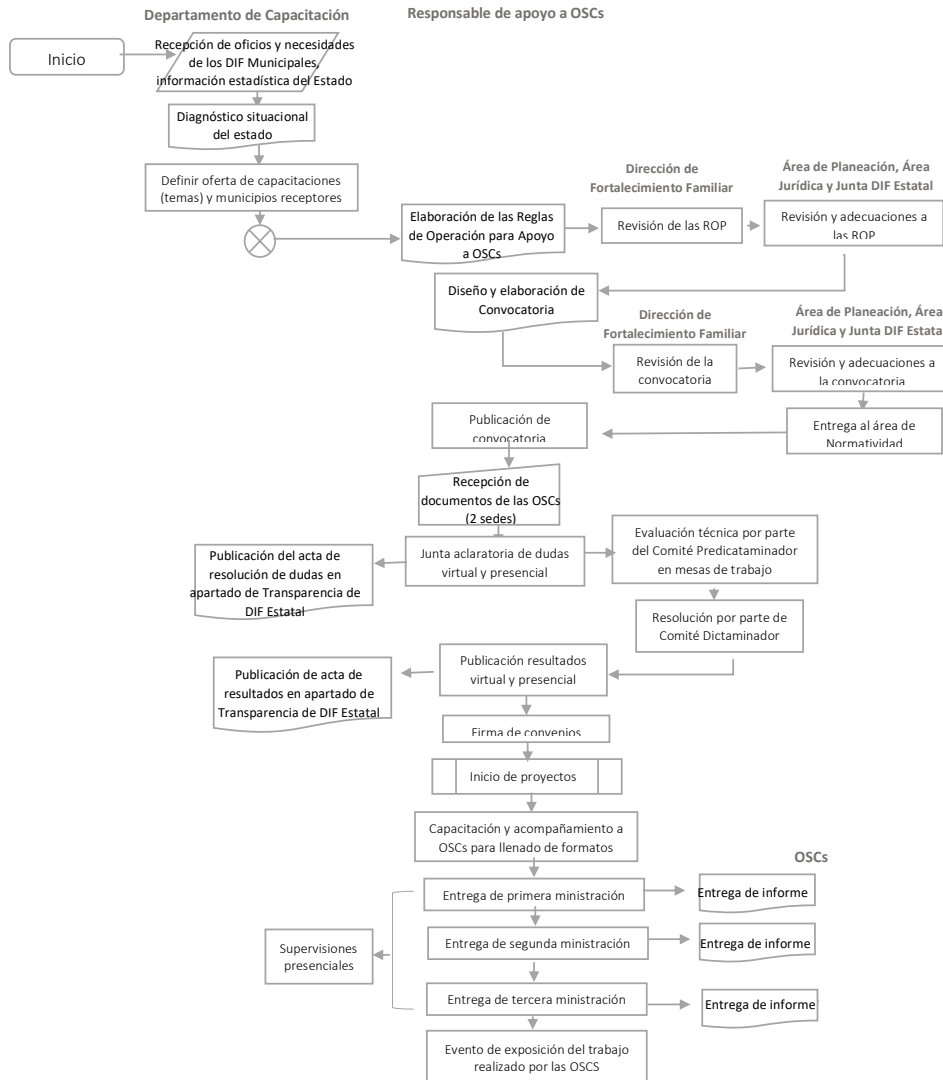 Departamento de Capacitación
Responsable de apoyo a OSCs
Inicio
Recepción de oficios y necesidades
de los DIF Municipales,
información estadística del Estado
Diagnóstico situacional
del estado
Definir oferta de capacitaciones
(temas) y municipios receptores
Elaboración de las Reglas
de Operación para Apoyo
a OSCs
Dirección de
Fortalecimiento Familiar
Revisión de las ROP
Área de Planeación, Área
Jurídica y Junta DIF Estatal
Revisión y adecuaciones a
las ROP
Diseño y elaboración de
Convocatoria
Dirección de
Fortalecimiento Familiar
Revisión de la
convocatoria
Área de Planeación, Área
Jurídica y Junta DIF Estata
Revisión y adecuaciones a
la convocatoria
Entrega al área de
Normatividad
Publicación de
convocatoria
Recepción de
documentos de las OSCs
(2 sedes)
Junta aclaratoria de dudas
virtual y presencial
Publicación del acta de
resolución de dudas en
apartado de Transparencia de
DIF Estatal
Evaluación técnica por parte
del Comité Predicataminador
en mesas de trabajo
Resolución por parte de
Comité Dictaminador
Publicación resultados
virtual y presencial
Publicación de acta de
resultados en apartado de
Transparencia de DIF Estatal
Firma de convenios
Inicio de proyectos
Capacitación y acompañamiento a
OSCs para llenado de formatos
OSCs
Entrega de primera ministración
Entrega de informe
Entrega de segunda ministración
Entrega de informe
Supervisiones
presenciales
Entrega de tercera ministración
Entrega de informe
Evento de exposición del trabajo
realizado por las OSCS